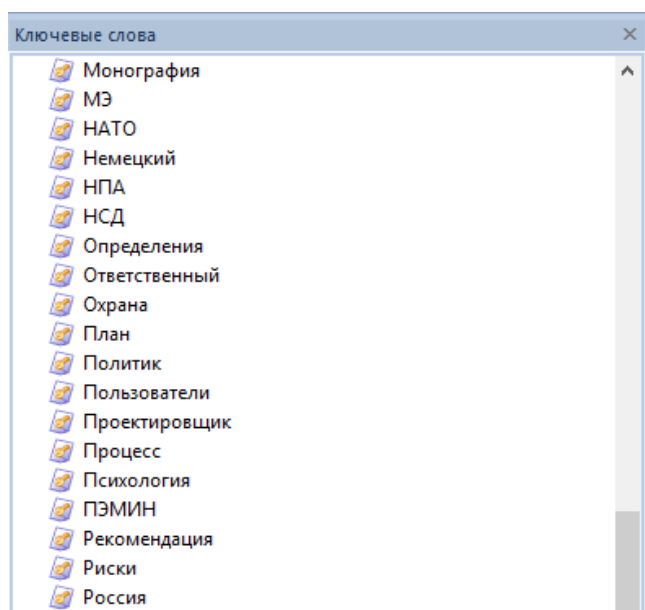 Ключевые слова
Монография
МЭ
НАТО
Немецкий
НПА
НСД
Определения
Ответственный
Охрана
План
Политик
Пользователи
Проектировщик
Процесс
Психология
ПЭМИН
Рекомендация
Риски
Россия